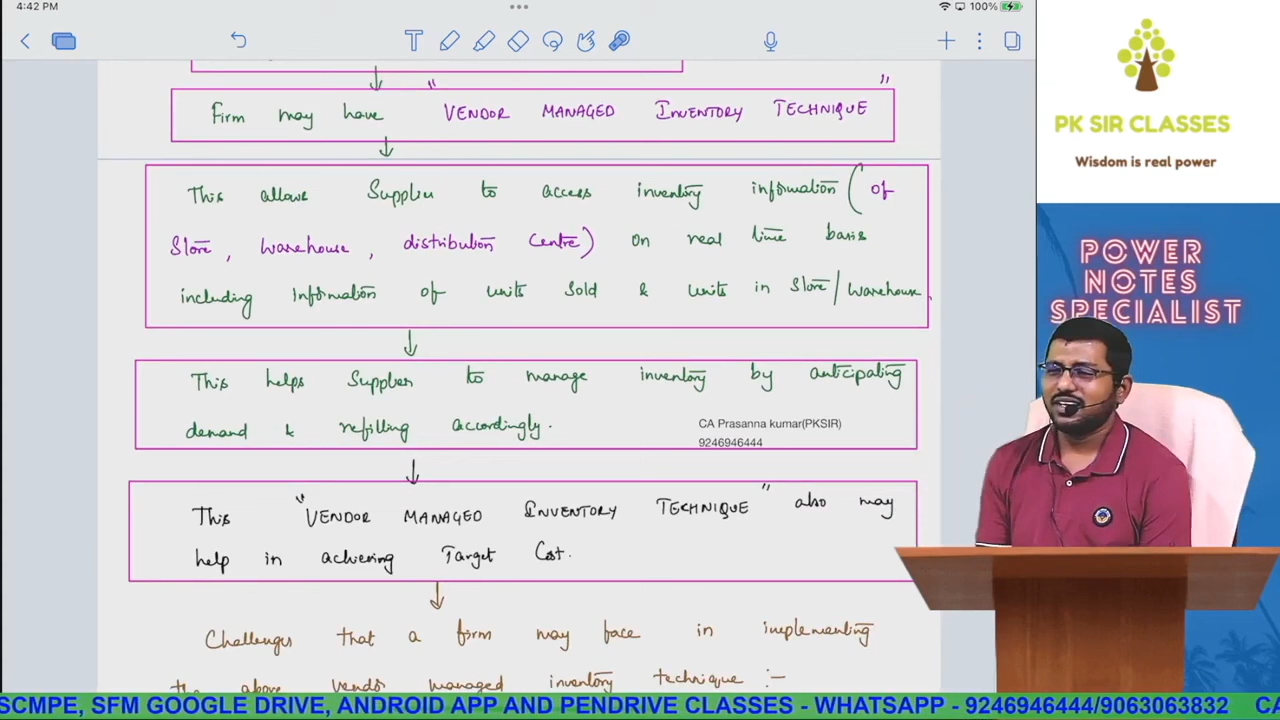 4:42 PM
100%
Firm may have "VENDOR MANAGED INVENTORY TECHNIQUE"
This allows Supplier to access inventory information (of
Store, warehouse, distribution Centre) on real time basis
including information of units Sold & units in Store/warehouse.
This helps Supplier to manage inventory by anticipating
demand & refilling accordingly.
CA Prasanna kumar(PKSIR)
9246946444
This "VENDOR MANAGED INVENTORY TECHNIQUE" also may
help in achieving Target Cost.
Challenges that a firm may face in implementing
the above vendor managed inventory technique :-
PK SIR CLASSES
Wisdom is real power
POWER
NOTES
SPECIALIST
SCMPE, SFM GOOGLE DRIVE, ANDROID APP AND PENDRIVE CLASSES - WHATSAPP - 9246946444/9063063832 CA